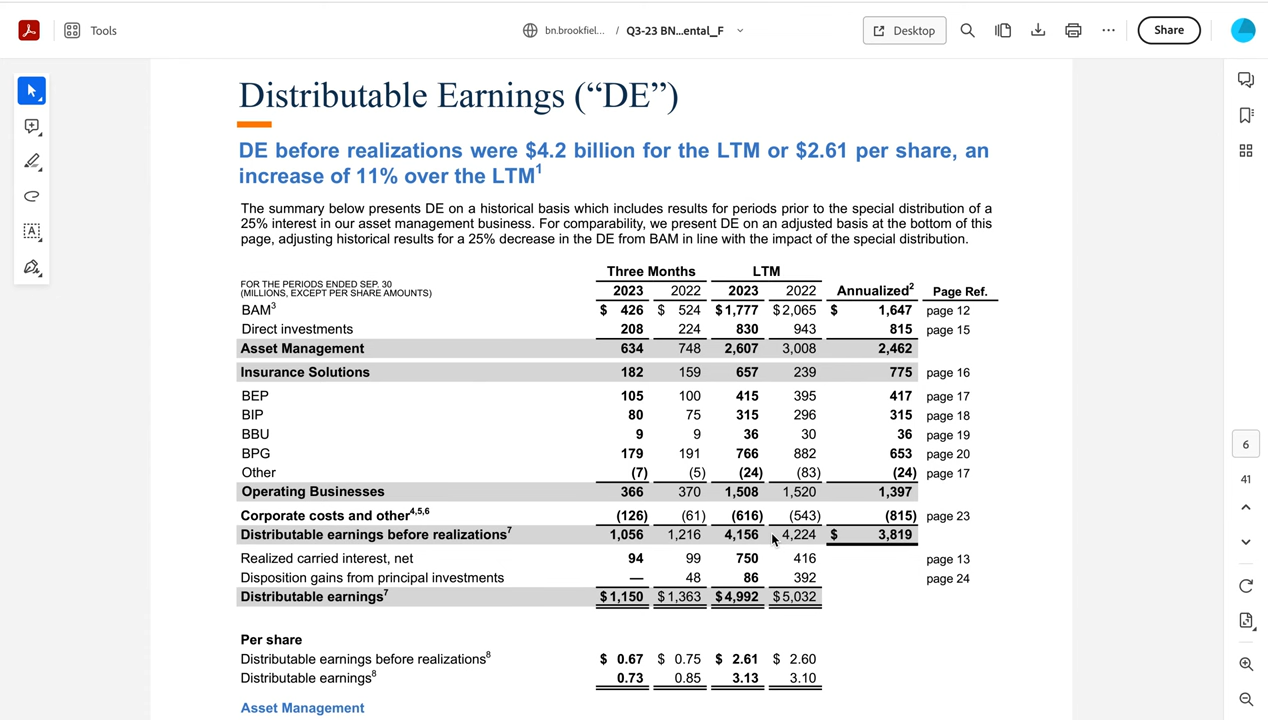 Tools
bn.brookfiel... / Q3-23 BN...ental_F
Desktop
Share
Distributable Earnings (“DE”)
DE before realizations were $4.2 billion for the LTM or $2.61 per share, an
increase of 11% over the LTM1
The summary below presents DE on a historical basis which includes results for periods prior to the special distribution of a
25% interest in our asset management business. For comparability, we present DE on an adjusted basis at the bottom of this
page, adjusting historical results for a 25% decrease in the DE from BAM in line with the impact of the special distribution.
Three Months LTM
FOR THE PERIODS ENDED SEP. 30
(MILLIONS, EXCEPT PER SHARE AMOUNTS) 2023 2022 2023 2022 Annualized2 Page Ref.
BAM3 $ 426 $ 524 $1,777 $2,065 $ 1,647 page 12
Direct investments 208 224 830 943 815 page 15
Asset Management 634 748 2,607 3,008 2,462
Insurance Solutions 182 159 657 239 775 page 16
BEP 105 100 415 395 417 page 17
BIP 80 75 315 296 315 page 18
BBU 9 9 36 30 36 page 19
BPG 179 191 766 882 653 page 20
Other (7) (5) (24) (83) (24) page 17
Operating Businesses 366 370 1,508 1,520 1,397
Corporate costs and other4,5,6 (126) (61) (616) (543) (815) page 23
Distributable earnings before realizations7 1,056 1,216 4,156 4,224 $ 3,819
Realized carried interest, net 94 99 750 416 page 13
Disposition gains from principal investments — 48 86 392 page 24
Distributable earnings7 $1,150 $1,363 $4,992 $5,032
Per share
Distributable earnings before realizations8 $ 0.67 $ 0.75 $ 2.61 $ 2.60
Distributable earnings8 0.73 0.85 3.13 3.10
Asset Management
6
41